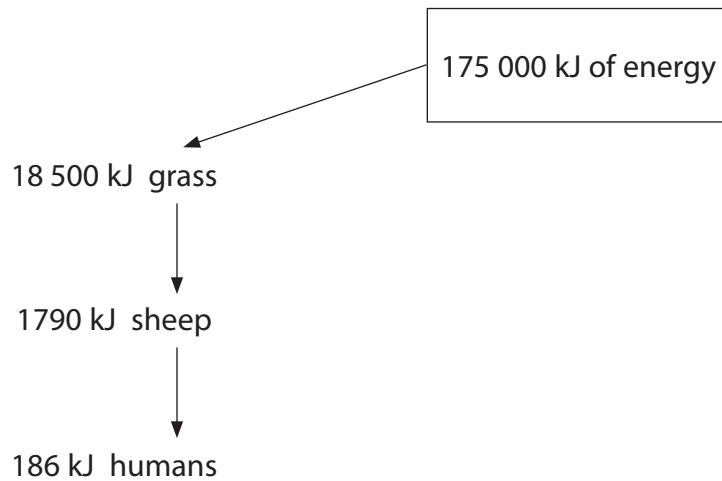 175 000 kJ of energy
18 500 kJ grass
1790 kJ sheep
186 kJ humans